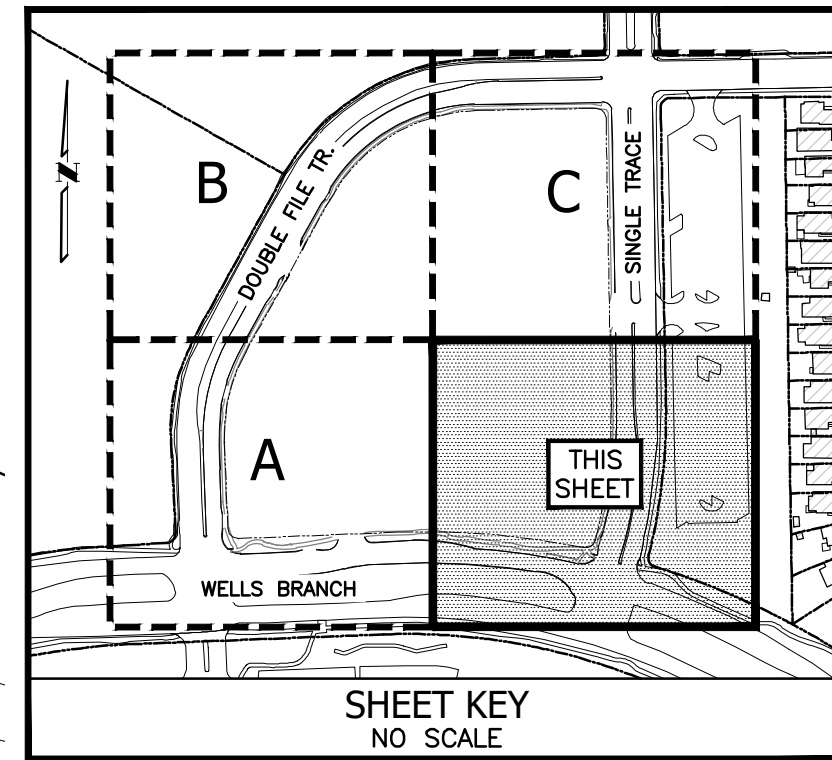 B
C
DOUBLE FILE TR.
SINGLE TRACE
A
THIS
SHEET
WELLS BRANCH
SHEET KEY
NO SCALE
N